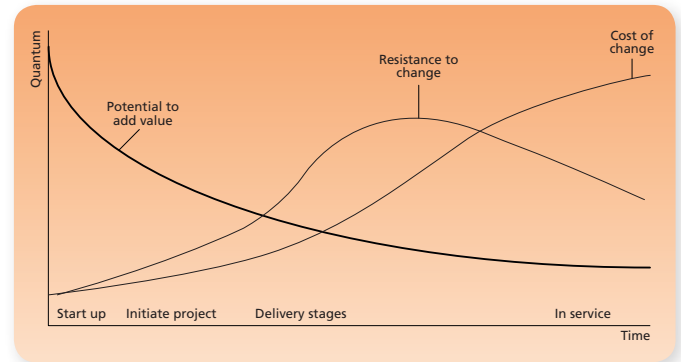 Quantum
Cost of
change
Resistance to
change
Potential to
add value
Start up
Initiate project
Delivery stages
In service
Time